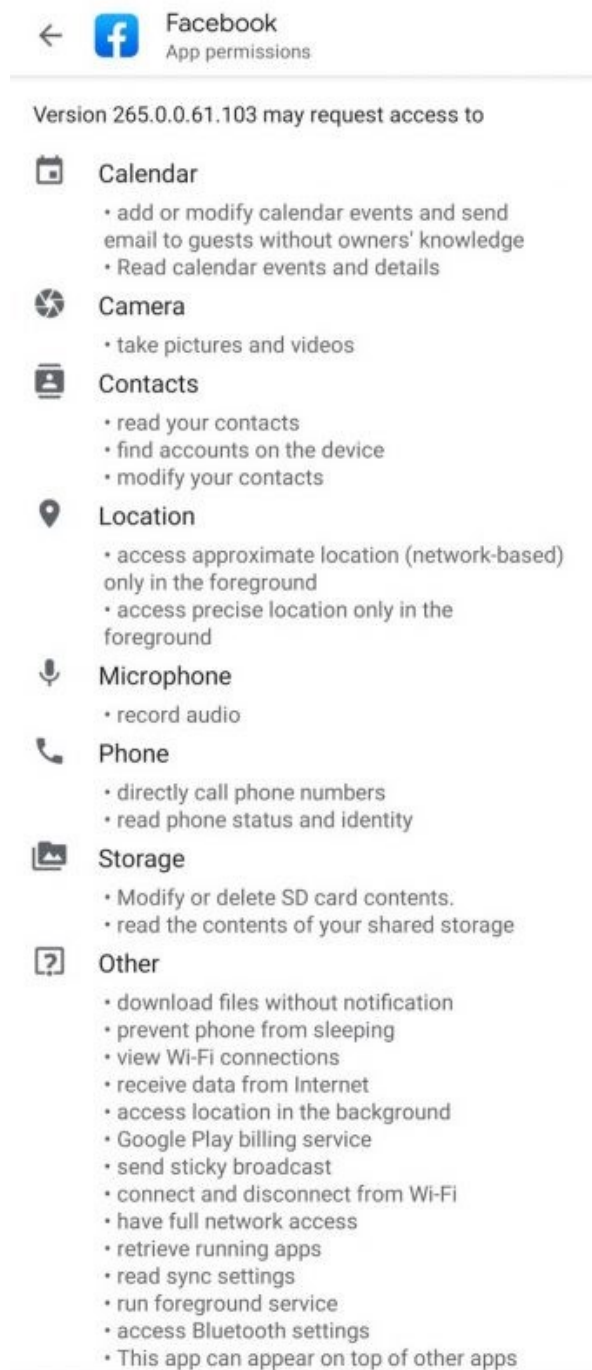 Facebook
App permissions
Version 265.0.0.61.103 may request access to
Calendar
• add or modify calendar events and send
email to guests without owners' knowledge
• Read calendar events and details
Camera
• take pictures and videos
Contacts
• read your contacts
• find accounts on the device
• modify your contacts
Location
• access approximate location (network-based)
only in the foreground
• access precise location only in the
foreground
Microphone
• record audio
Phone
• directly call phone numbers
• read phone status and identity
Storage
• Modify or delete SD card contents.
• read the contents of your shared storage
Other
• download files without notification
• prevent phone from sleeping
• view Wi-Fi connections
• receive data from Internet
• access location in the background
• Google Play billing service
• send sticky broadcast
• connect and disconnect from Wi-Fi
• have full network access
• retrieve running apps
• read sync settings
• run foreground service
• access Bluetooth settings
• This app can appear on top of other apps